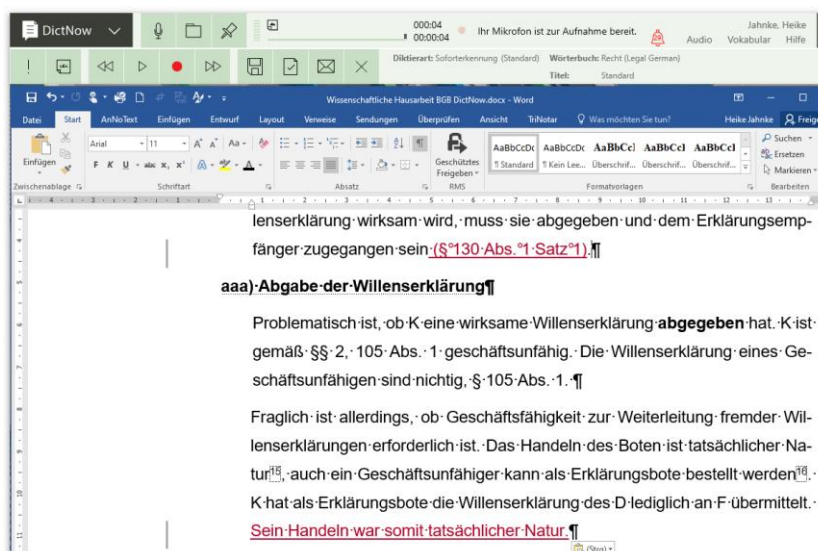 DictNow
000:04
00:00:04
Ihr Mikrofon ist zur Aufnahme bereit.
Audio
Jahnke, Heike
Vokabular Hilfe
Diktierart: Soforterkennung (Standard) Wörterbuch: Recht (Legal German)
Titel: Standard
Wissenschaftliche Hausarbeit BGB DictNow.docx - Word
Datei Start AnNoText Einfügen Entwurf Layout Verweise Sendungen Überprüfen Ansicht TriNotar Was möchten Sie tun? Heike Jahnke Freig
Einfügen
Arial 11
F K U abc x, x²
Geschütztes Freigeben
AaBbCcDc AaBbCcDc AaBbCc AaBbCcI AaBbCcl
¶ Standard ¶ Kein Lee... Überschrif... Überschrif... Überschrif...
Suchen
Ersetzen
Markieren
Zwischenablage Schriftart Absatz RMS Formatvorlagen Bearbeiten
lenserklärung wirksam wird, muss sie abgegeben und dem Erklärungsemp-
fänger zugegangen sein (§°130 Abs.°1 Satz°1).¶
aaa) Abgabe der Willenserklärung¶
Problematisch ist, ob K eine wirksame Willenserklärung abgegeben hat. K ist
gemäß §§ 2, 105 Abs. 1 geschäftsunfähig. Die Willenserklärung eines Ge-
schäftsunfähigen sind nichtig, § 105 Abs. 1. ¶
Fraglich ist allerdings, ob Geschäftsfähigkeit zur Weiterleitung fremder Wil-
lenserklärungen erforderlich ist. Das Handeln des Boten ist tatsächlicher Na-
tur15, auch ein Geschäftsunfähiger kann als Erklärungsbote bestellt werden16.
K hat als Erklärungsbote die Willenserklärung des D lediglich an F übermittelt.
Sein Handeln war somit tatsächlicher Natur.¶
(Strg)